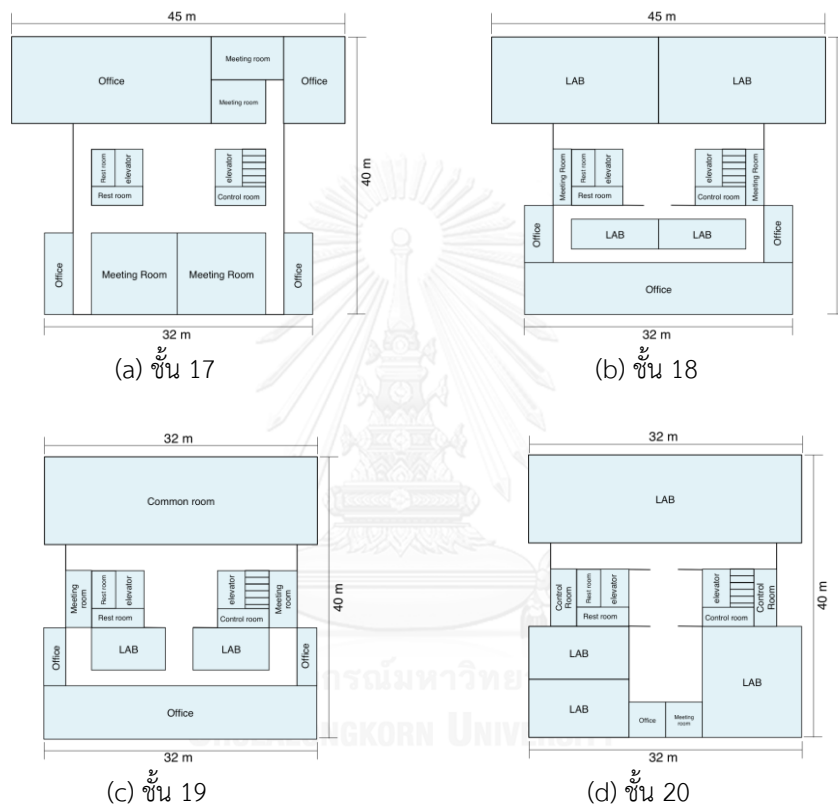 45 m
Office
Meeting room
Office
Meeting room
Rest room
elevator
Rest room
elevator
Control room
40 m
Office
Meeting Room
Meeting Room
Office
32 m
(a) ชั้น 17
45 m
LAB
LAB
Meeting Room
Rest room
elevator
Rest room
elevator
Control room
Meeting Room
Office
LAB
LAB
Office
Office
32 m
(b) ชั้น 18
32 m
Common room
Meeting room
Rest room
elevator
Rest room
elevator
Control room
Meeting room
40 m
Office
LAB
LAB
Office
Office
32 m
(c) ชั้น 19
32 m
LAB
Control Room
Rest room
elevator
Rest room
elevator
Control room
Control Room
40 m
LAB
LAB
LAB
Office
Meeting room
32 m
(d) ชั้น 20